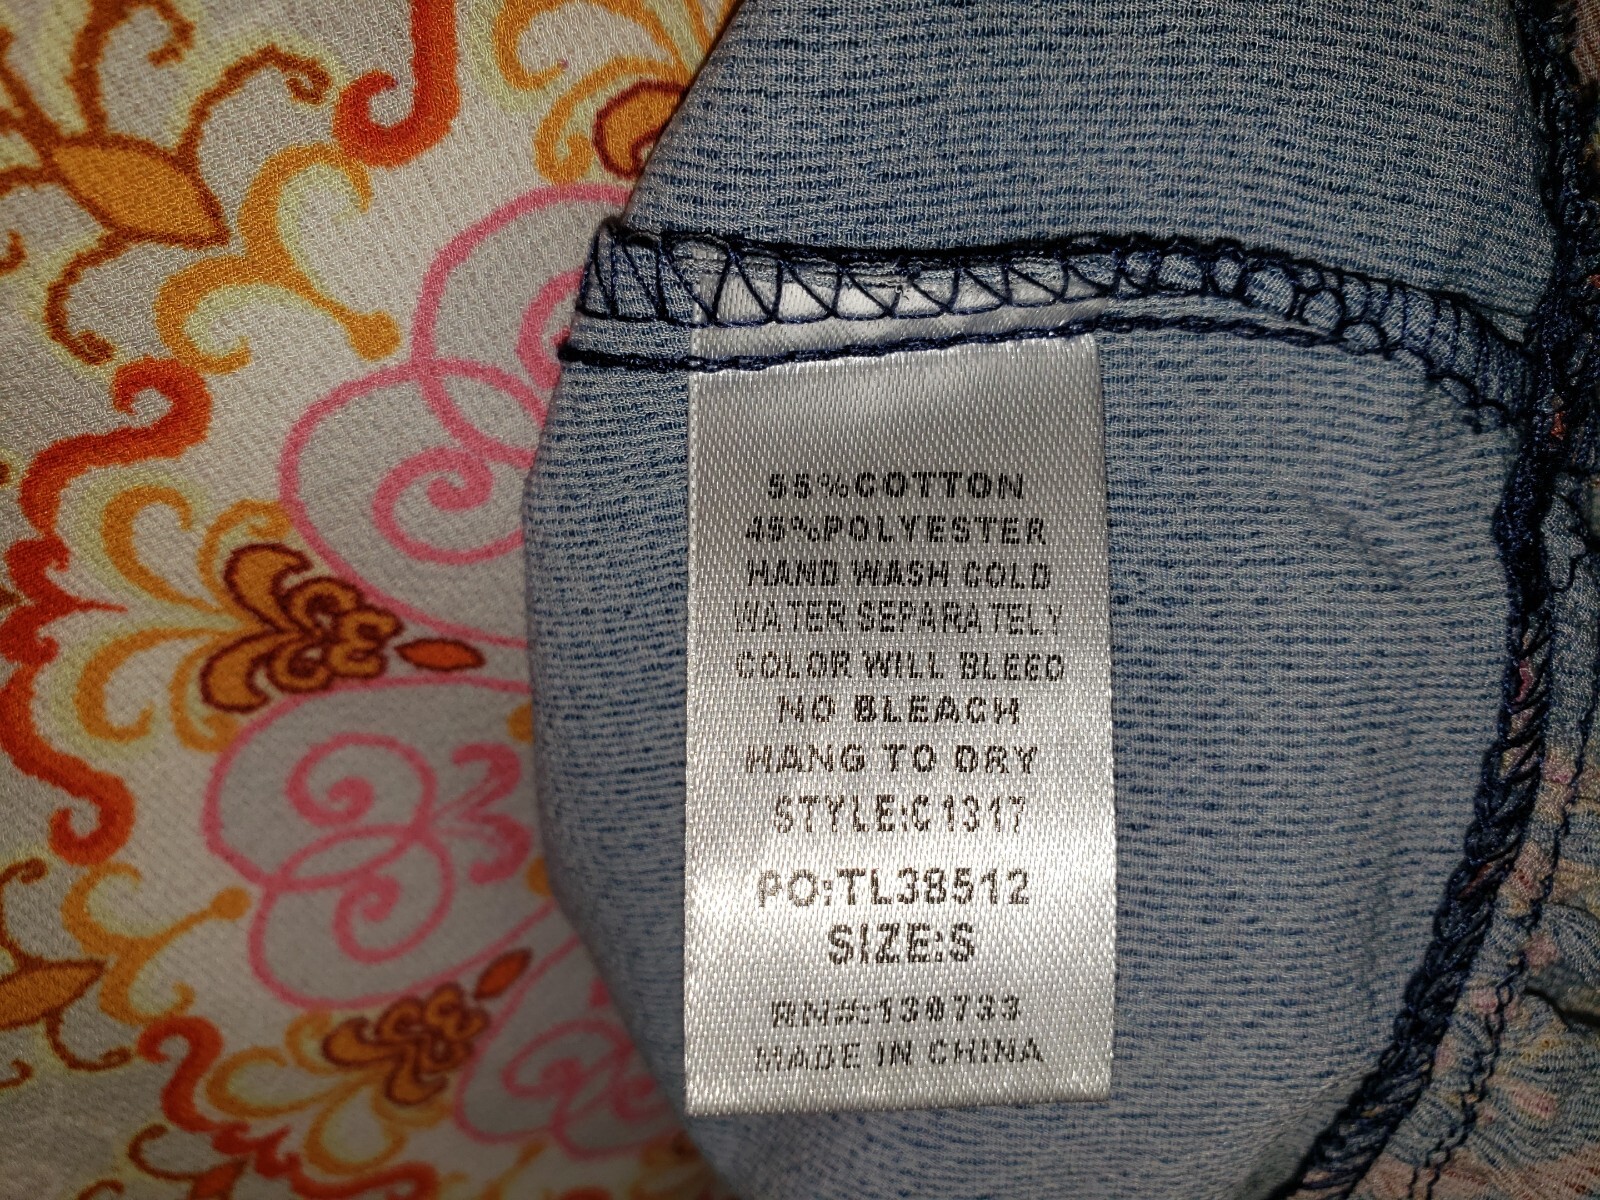 55%COTTON
45%POLYESTER
HAND WASH COLD
WATER SEPARATELY
COLOR WILL BLEED
NO BLEACH
HANG TO DRY
STYLE:C1317
PO:TL38512
SIZE:S
RN#:130733
MADE IN CHINA